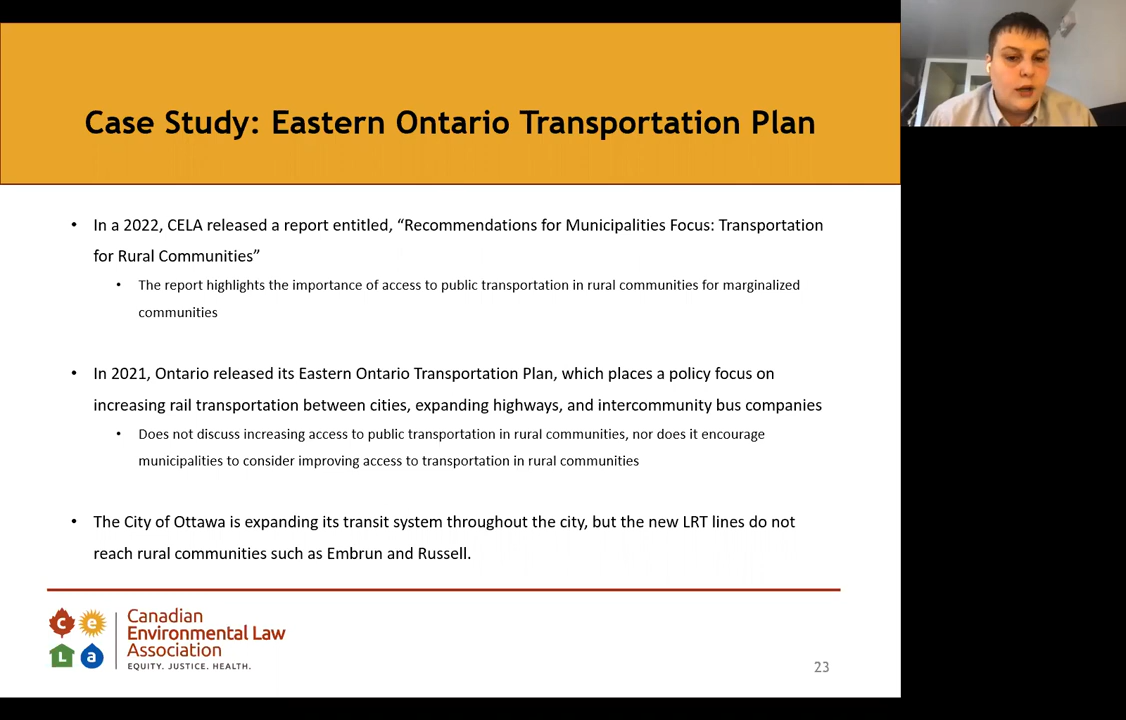 Case Study: Eastern Ontario Transportation Plan
• In a 2022, CELA released a report entitled, “Recommendations for Municipalities Focus: Transportation
for Rural Communities”
• The report highlights the importance of access to public transportation in rural communities for marginalized
communities
• In 2021, Ontario released its Eastern Ontario Transportation Plan, which places a policy focus on
increasing rail transportation between cities, expanding highways, and intercommunity bus companies
• Does not discuss increasing access to public transportation in rural communities, nor does it encourage
municipalities to consider improving access to transportation in rural communities
• The City of Ottawa is expanding its transit system throughout the city, but the new LRT lines do not
reach rural communities such as Embrun and Russell.
c e
L a
Canadian
Environmental Law
Association
EQUITY. JUSTICE. HEALTH.
23